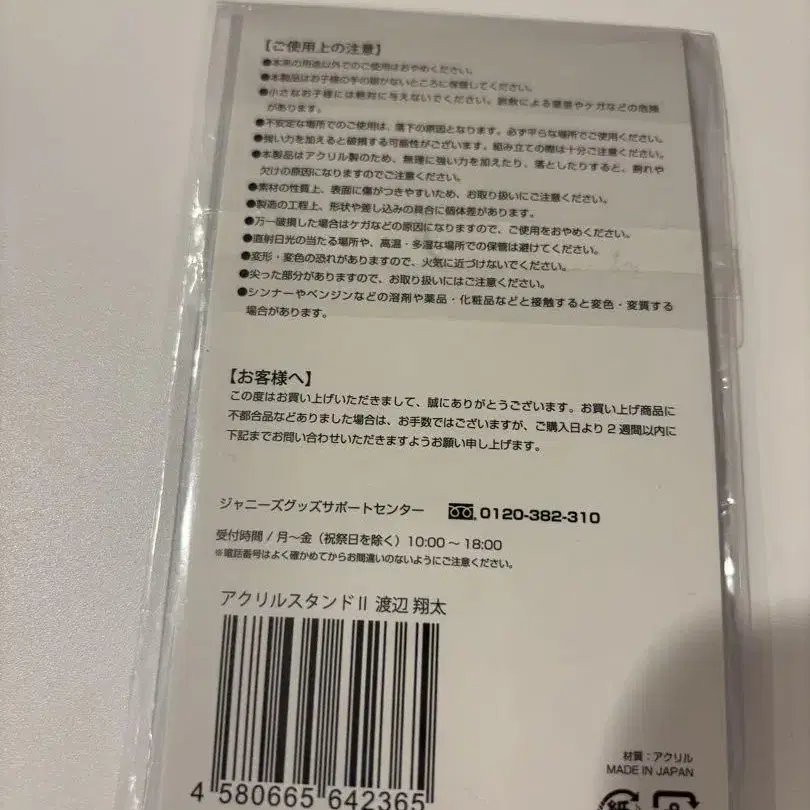 【ご使用上の注意】
●本来の用途以外でのご使用はおやめください。
●本製品はお子様の手の届かないところに保管してください。
●小さなお子様には絶対に与えないでください。誤飲による窒息やケガなどの危険
があります。
●不安定な場所でのご使用は、落下の原因となります。必ず平らな場所でご使用ください。
●強い力を加えると破損する可能性がございます。組み立ての際は十分ご注意ください。
●本製品はアクリル製のため、無理に強い力を加えたり、落としたりすると、割れや
欠けの原因になりますのでご注意ください。
●素材の性質上、表面に傷がつきやすいため、お取り扱いにご注意ください。
●製造の工程上、形状や差し込みの具合に個体差があります。
●万一破損した場合はケガなどの原因になりますので、ご使用をおやめください。
●直射日光の当たる場所や、高温・多湿な場所での保管は避けてください。
●変形・変色の恐れがありますので、火気に近づけないでください。
●尖った部分がありますので、お取り扱いにはご注意ください。
●シンナーやベンジンなどの溶剤や薬品・化粧品などと接触すると変色・変質する
場合があります。
【お客様へ】
この度はお買い上げいただきまして、誠にありがとうございます。お買い上げ商品に
不都合品などありました場合は、お手数ではございますが、ご購入日より2週間以内に
下記までお問い合わせいただきますようお願い申し上げます。
ジャニーズグッズサポートセンター 0120-382-310
受付時間/月~金(祝祭日を除く)10:00~18:00
※電話番号はよく確かめてからお間違いのないようにご注意ください。
アクリルスタンドⅡ 渡辺 翔太
4 580665 642365
材質:アクリル
MADE IN JAPAN
紙